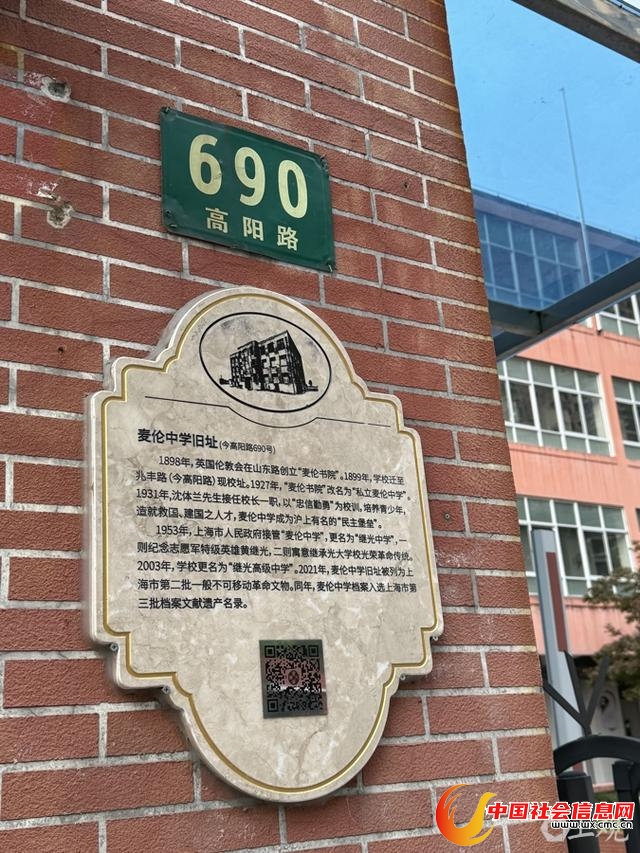 690
高阳路
麦伦中学旧址(今高阳路690号)
1898年，英国伦敦会在山东路创立"麦伦书院"。1899年，学校迁至
兆丰路（今高阳路）现校址。1927年，"麦伦书院"改名为"私立麦伦中学"。
1931年，沈体兰先生接任校长一职，以"忠信勤勇"为校训，培养青少年，
造就救国、建国之人才，麦伦中学成为沪上有名的"民主堡垒"。
1953年，上海市人民政府接管"麦伦中学"，更名为"继光中学"，一
则纪念志愿军特级英雄黄继光，二则寓意继承光大学校光荣革命传统。
2003年，学校更名为"继光高级中学"。2021年，麦伦中学旧址被列为上
海市第二批一般不可移动革命文物。同年，麦伦中学档案入选上海市第
三批档案文献遗产名录。
中国社会信息网
www.wx.cmc.cn